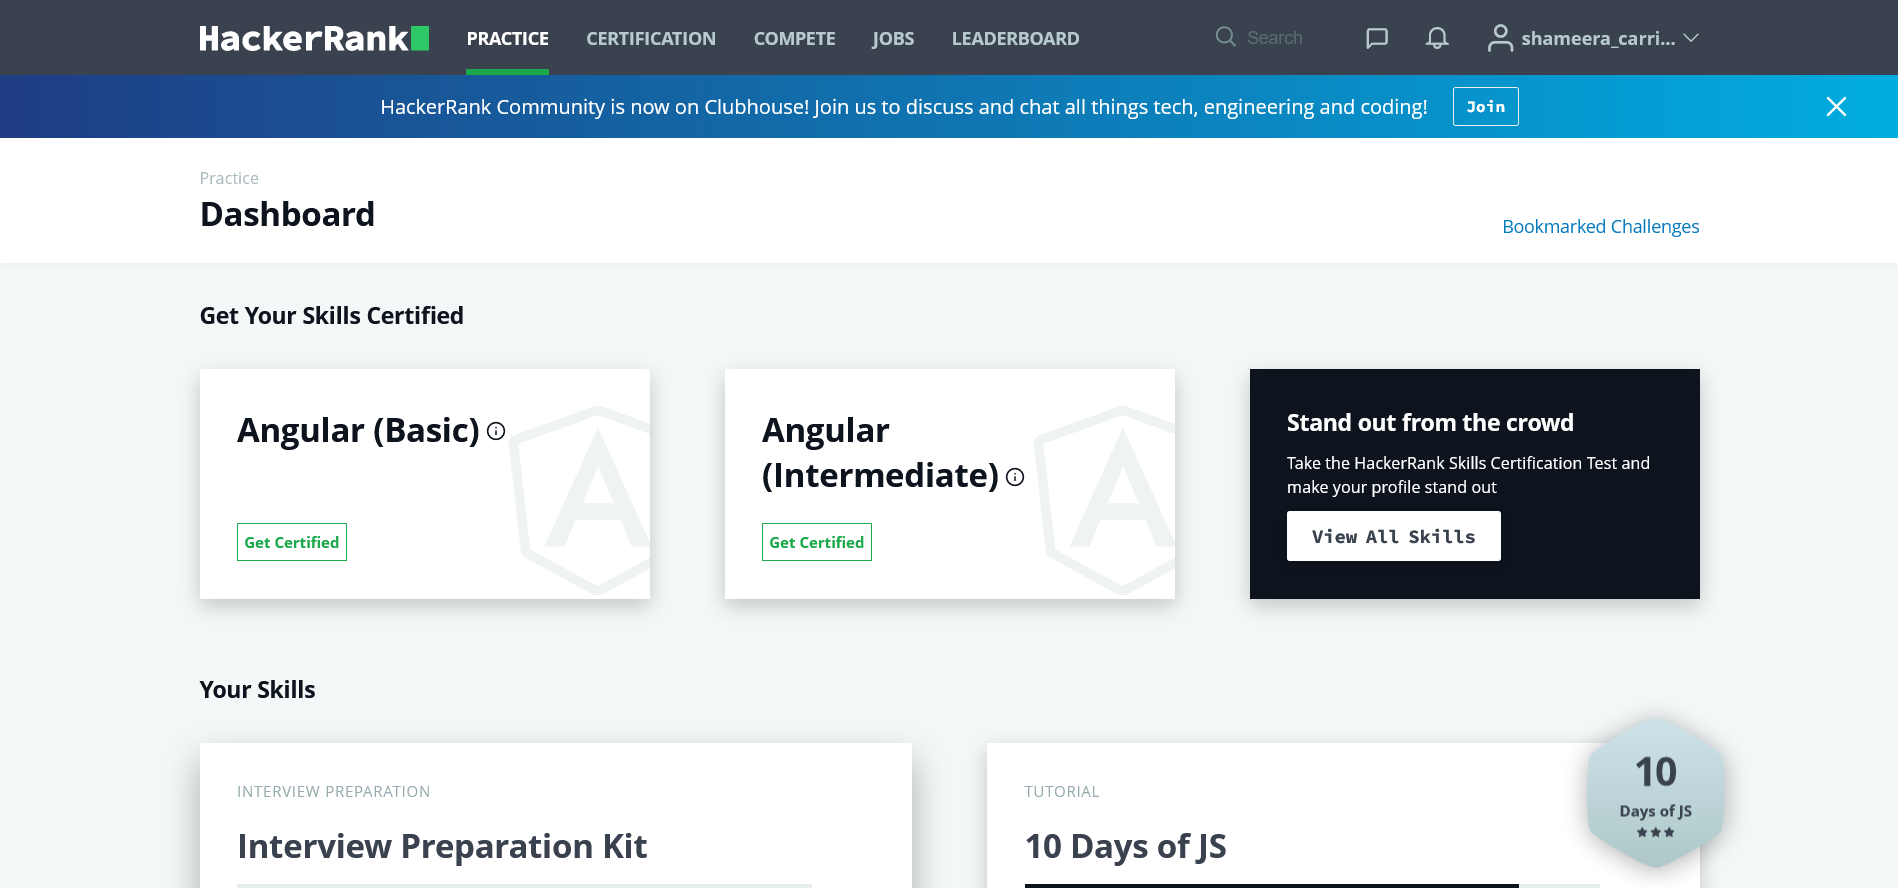 HackerRank
PRACTICE
CERTIFICATION
COMPETE
JOBS
LEADERBOARD
Search
shameera_carri...
HackerRank Community is now on Clubhouse! Join us to discuss and chat all things tech, engineering and coding!
Join
Practice
Dashboard
Bookmarked Challenges
Get Your Skills Certified
Angular (Basic)
Get Certified
Angular
(Intermediate)
Get Certified
Stand out from the crowd
Take the HackerRank Skills Certification Test and
make your profile stand out
View All Skills
Your Skills
INTERVIEW PREPARATION
Interview Preparation Kit
TUTORIAL
10 Days of JS
10
Days of JS